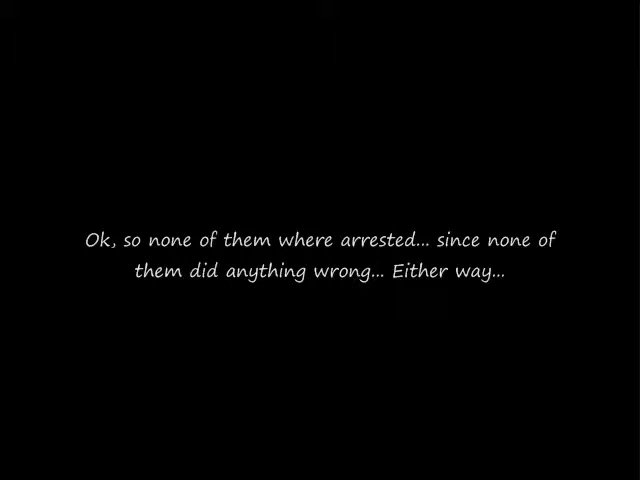 Ok, so none of them where arrested... since none of
them did anything wrong... Either way...